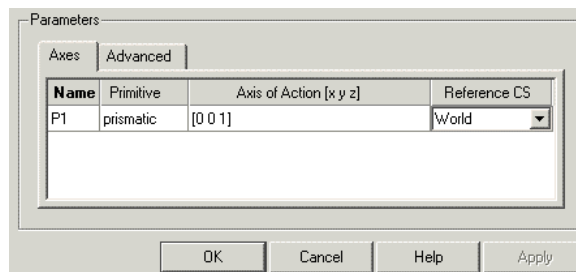 Parameters
Axes Advanced
Name Primitive Axis of Action [x y z] Reference CS
P1 prismatic [0 0 1] World
OK Cancel Help Apply